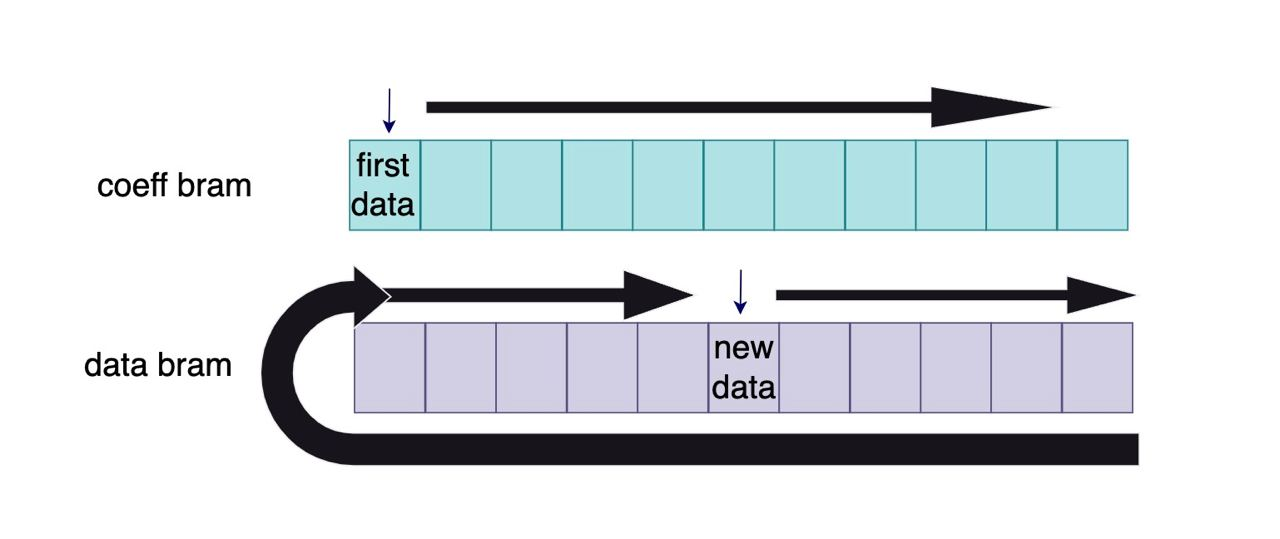 coeff bram
first
data
data bram
new
data